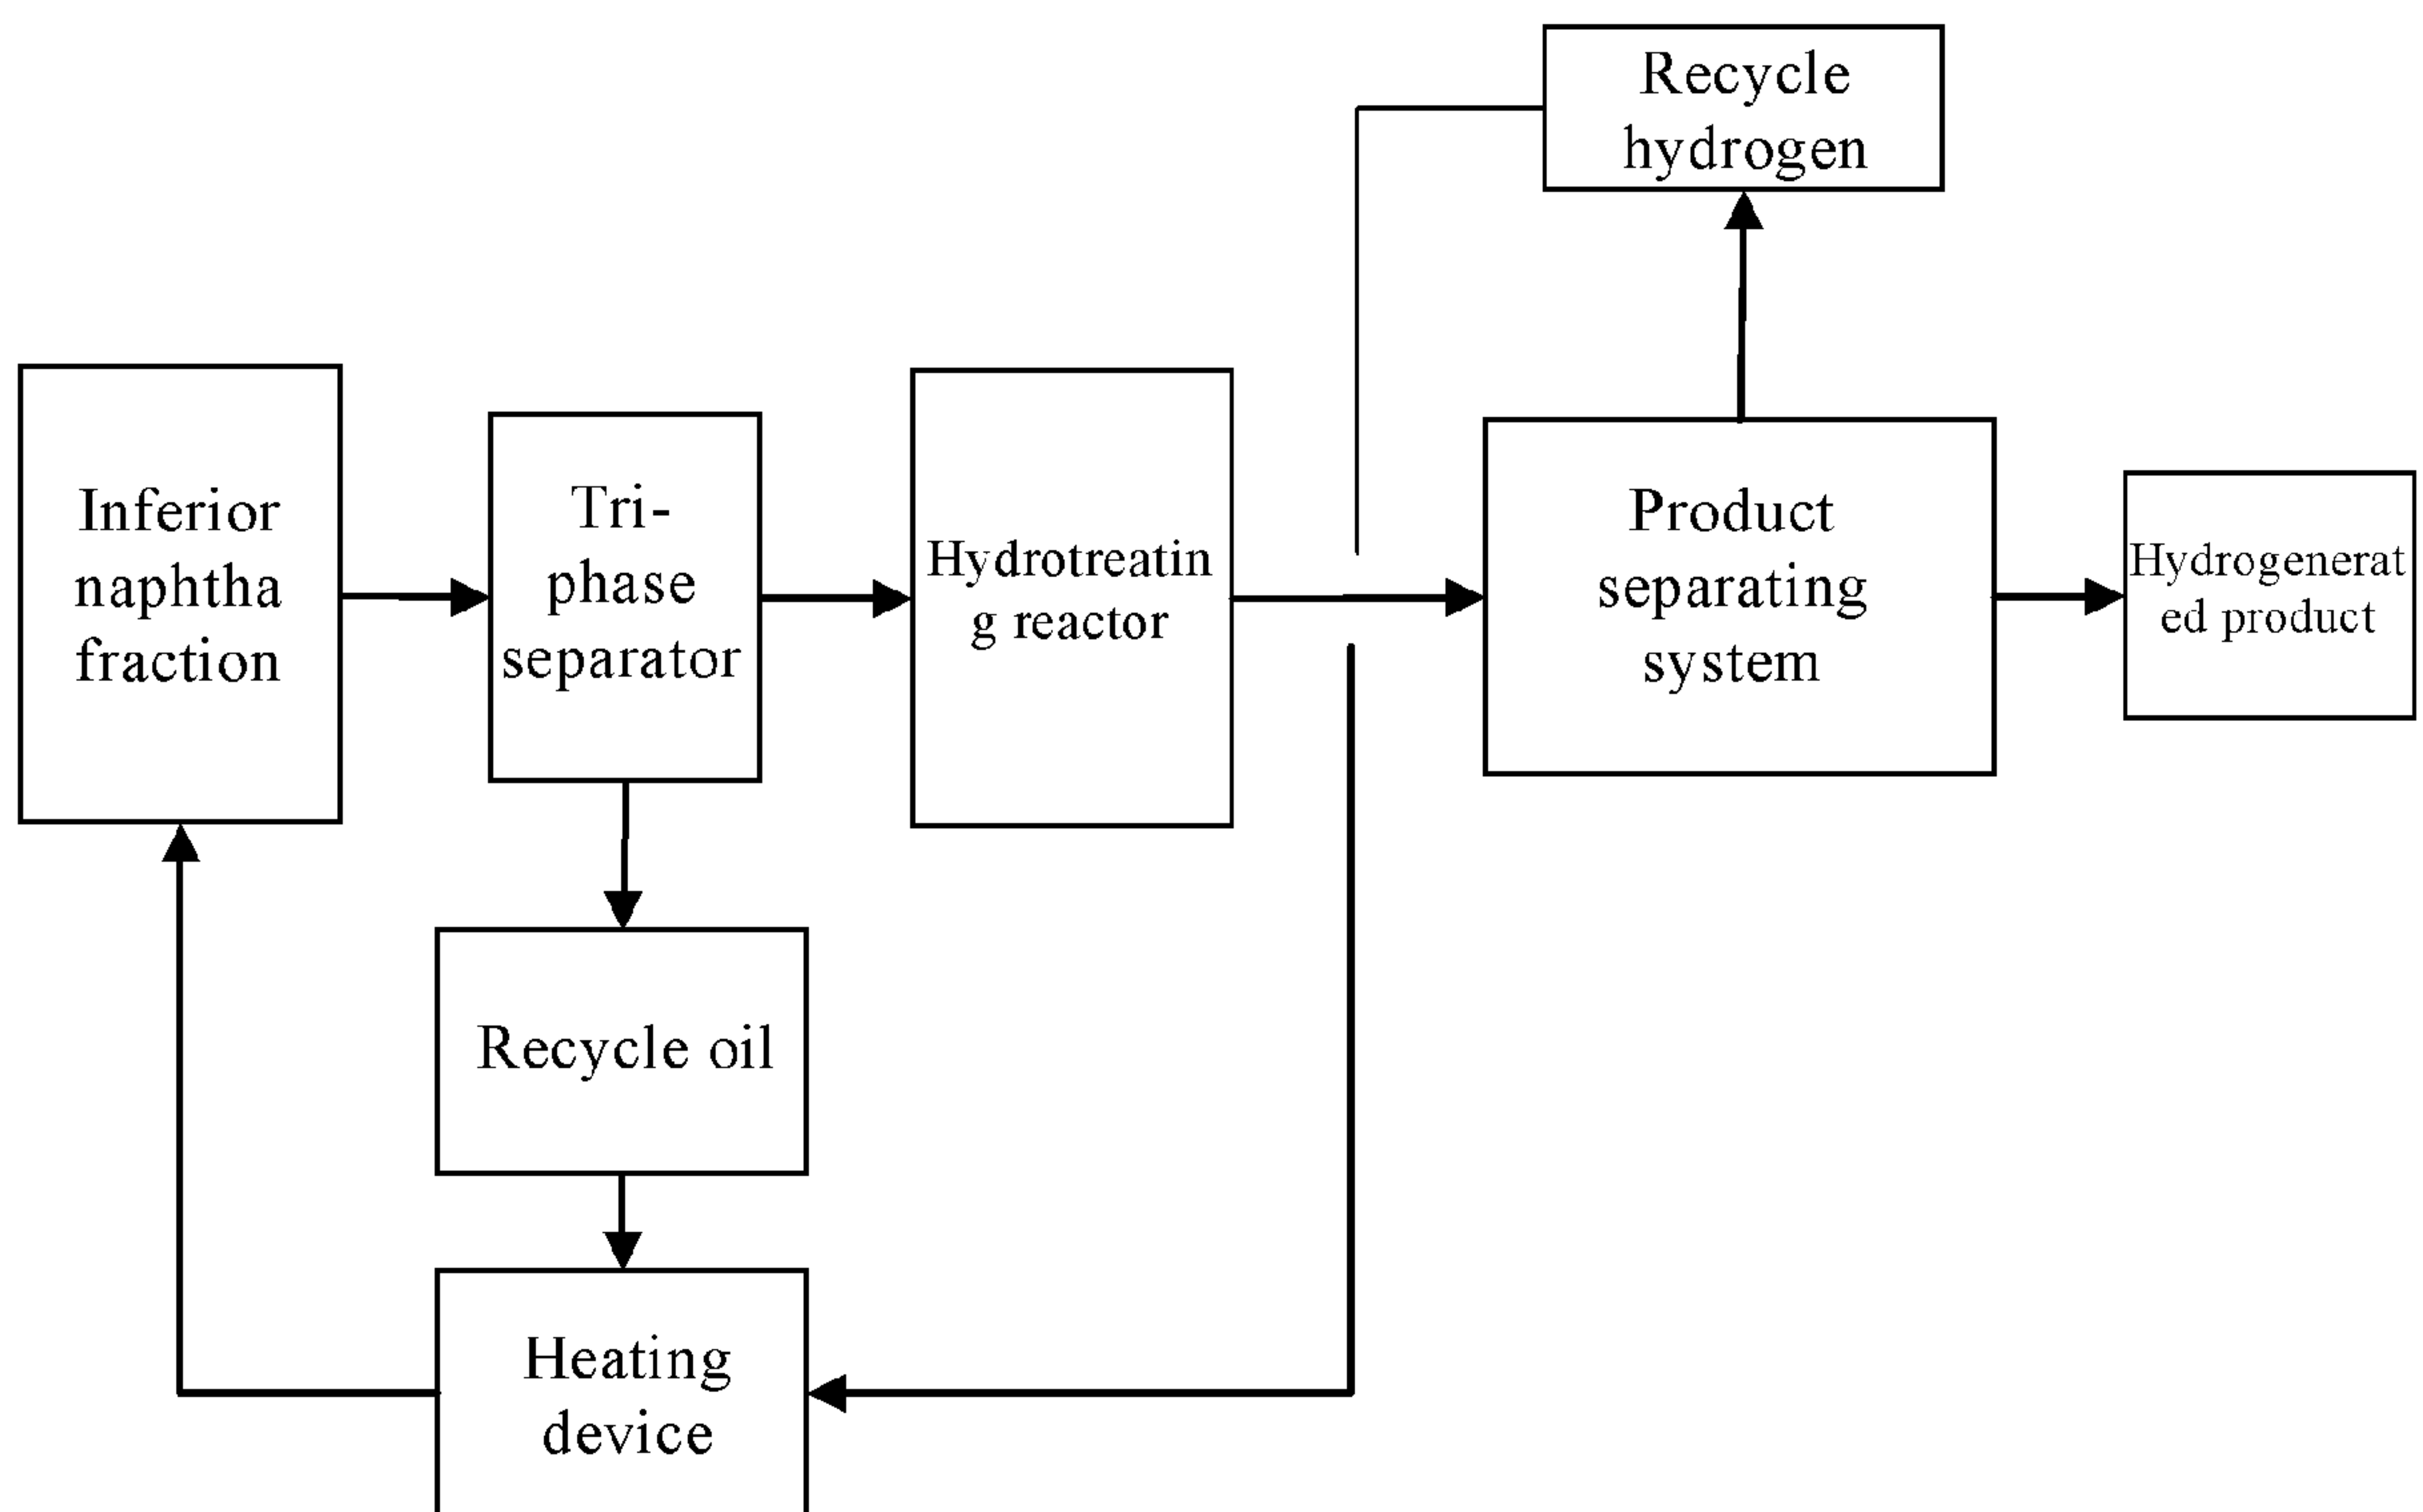 Recycle
hydrogen
Inferior
naphtha
fraction
Tri-
phase
separator
Hydrotreatin
g reactor
Product
separating
system
Hydrogenerat
ed product
Recycle oil
Heating
device